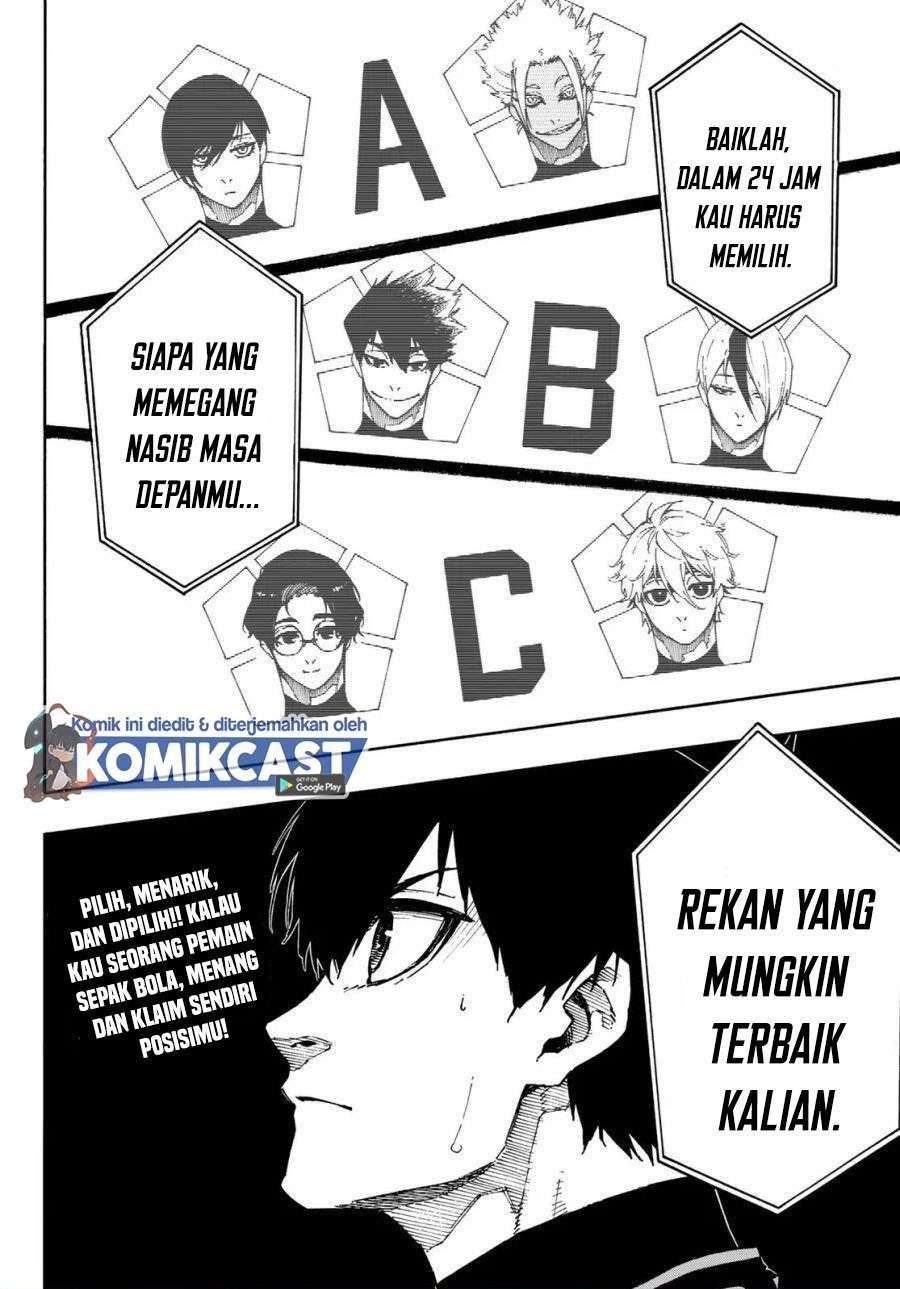 A
BAIKLAH,
DALAM 24 JAM
KAU HARUS
MEMILIH.
SIAPA YANG
MEMEGANG
NASIB MASA
DEPANMU...
B
C
Komik ini diedit & diterjemahkan oleh
KOMIKCAST
GET IT ON
Google Play
PILIH, MENARIK,
DAN DIPILIH!! KALAU
KAU SEORANG PEMAIN
SEPAK BOLA, MENANG
DAN KLAIM SENDIRI
POSISIMU!
REKAN YANG
MUNGKIN
TERBAIK
KALIAN.